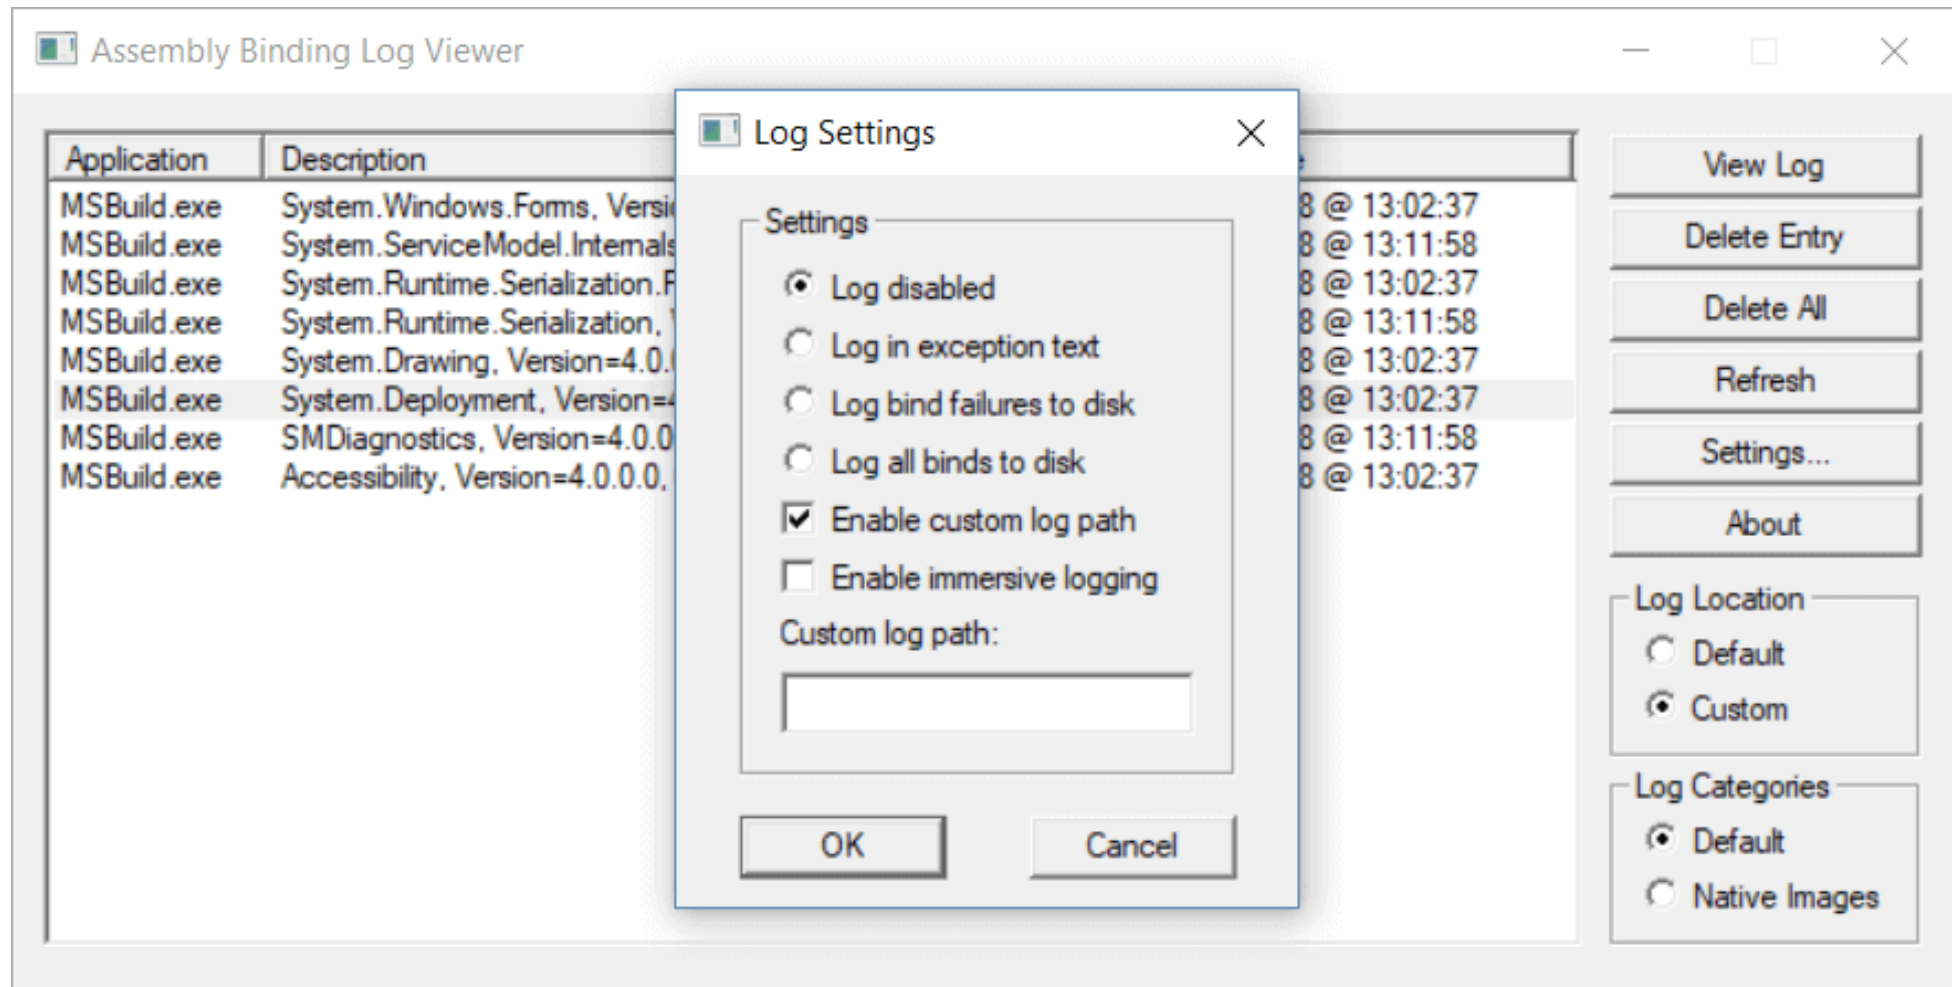 Assembly Binding Log Viewer
Application Description
MSBuild.exe System.Windows.Forms, 8 @ 13:02:37
MSBuild.exe System.ServiceModel.Internals 8 @ 13:11:58
MSBuild.exe System.Runtime.Serialization. 8 @ 13:02:37
MSBuild.exe System.Runtime.Serialization, 8 @ 13:11:58
MSBuild.exe System.Drawing, Version=4.0. 8 @ 13:02:37
MSBuild.exe System.Deployment, Version= 8 @ 13:02:37
MSBuild.exe SMDiagnostics, Version=4.0.0 8 @ 13:11:58
MSBuild.exe Accessibility, Version=4.0.0.0, 8 @ 13:02:37
Log Settings
Settings
Log disabled
Log in exception text
Log bind failures to disk
Log all binds to disk
Enable custom log path
Enable immersive logging
Custom log path:
OK Cancel
View Log
Delete Entry
Delete All
Refresh
Settings...
About
Log Location
Default
Custom
Log Categories
Default
Native Images